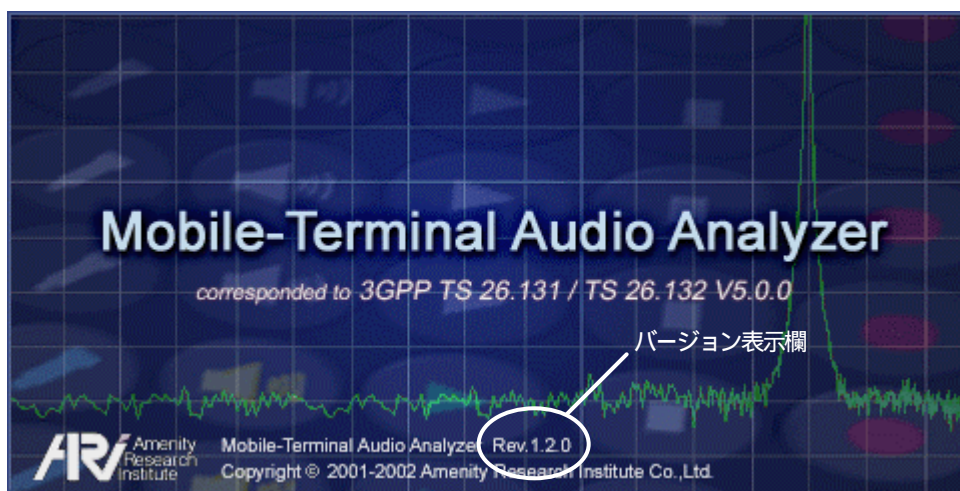 Mobile-Terminal Audio Analyzer
corresponded to 3GPP TS 26.131 / TS 26.132 V5.0.0
バージョン表示欄
ARI
Amenity
Research
Institute
Mobile-Terminal Audio Analyzer Rev.1.2.0
Copyright © 2001-2002 Amenity Research Institute Co.,Ltd.